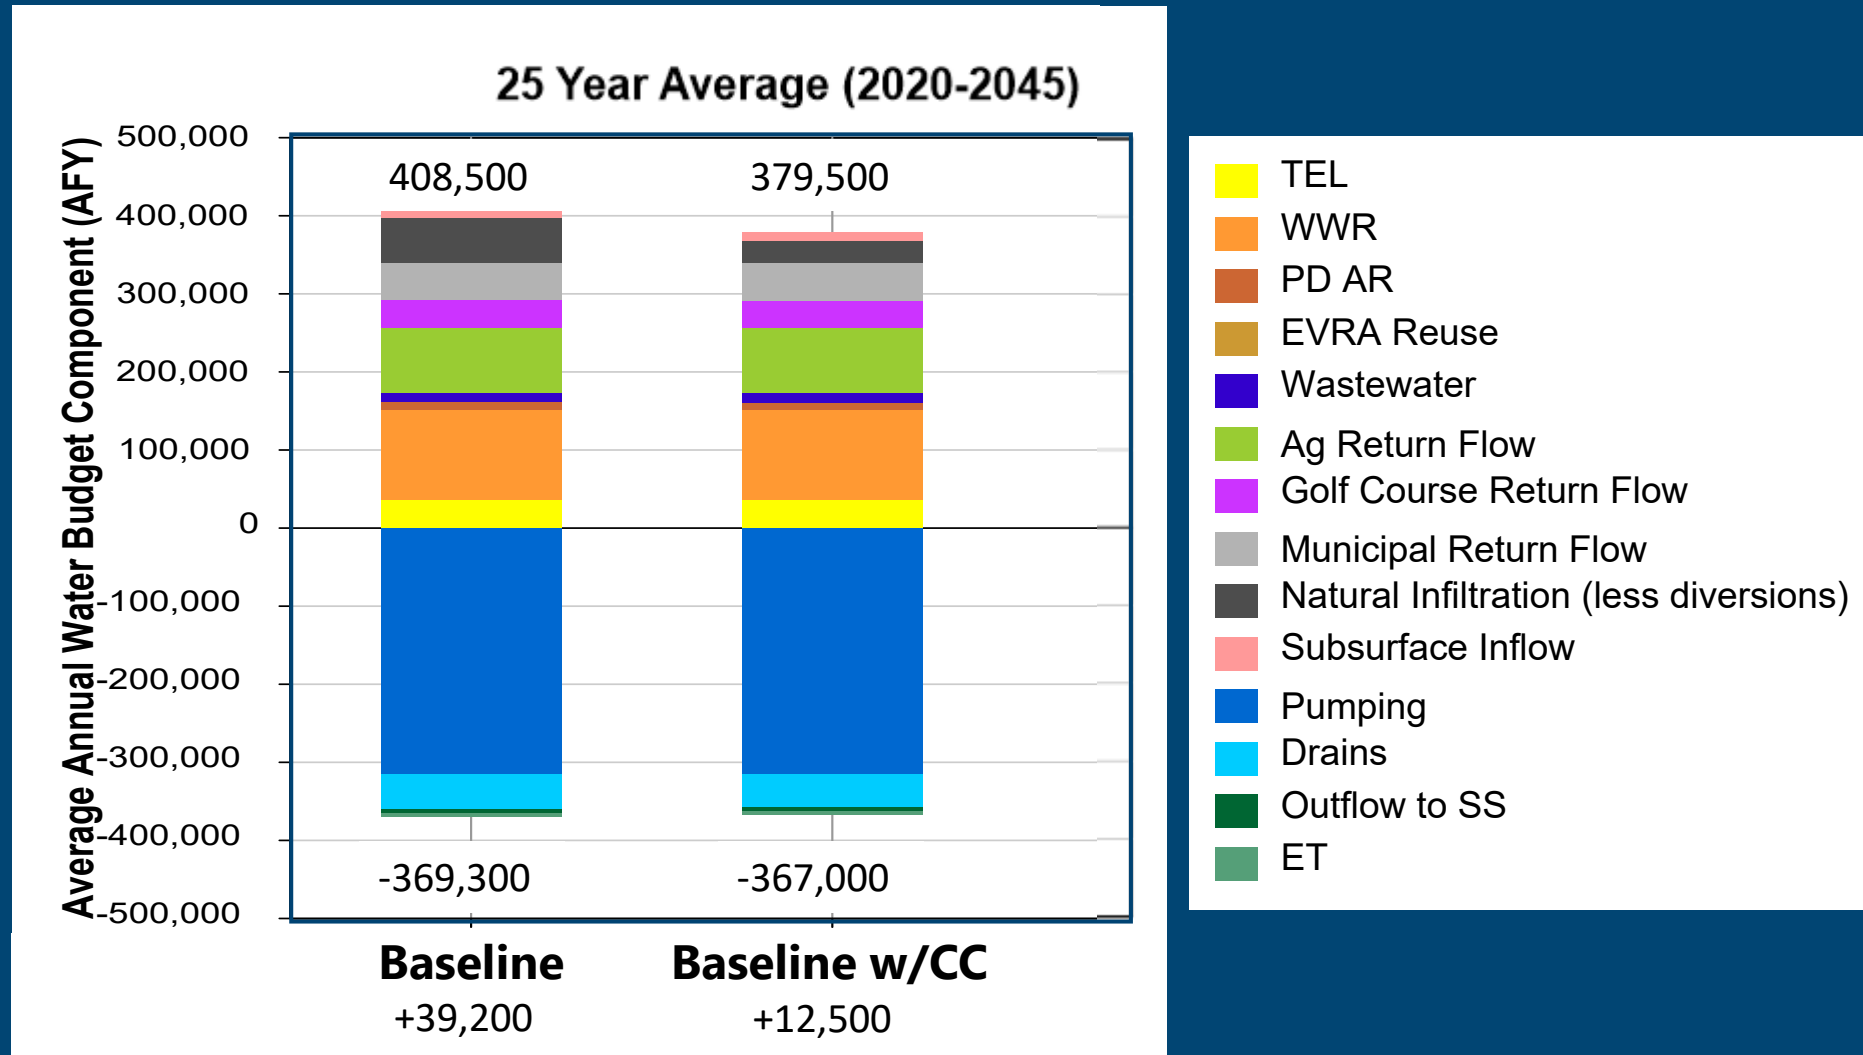 25 Year Average (2020-2045)
Average Annual Water Budget Component (AFY)
500,000
400,000
300,000
200,000
100,000
0
-100,000
-200,000
-300,000
-400,000
-500,000
408,500
379,500
-369,300
-367,000
Baseline
Baseline w/CC
+39,200
+12,500
TEL
WWR
PD AR
EVRA Reuse
Wastewater
Ag Return Flow
Golf Course Return Flow
Municipal Return Flow
Natural Infiltration (less diversions)
Subsurface Inflow
Pumping
Drains
Outflow to SS
ET